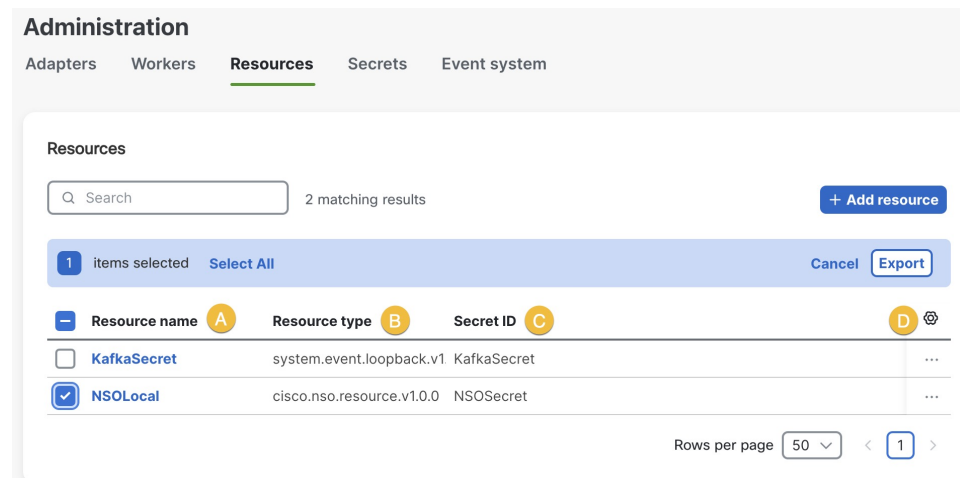 Administration
Adapters Workers Resources Secrets Event system
Resources
Search 2 matching results + Add resource
1 items selected Select All Cancel Export
Resource name A Resource type B Secret ID C D
KafkaSecret system.event.loopback.v1. KafkaSecret ...
NSOLocal cisco.nso.resource.v1.0.0 NSOSecret ...
Rows per page 50 < 1 >